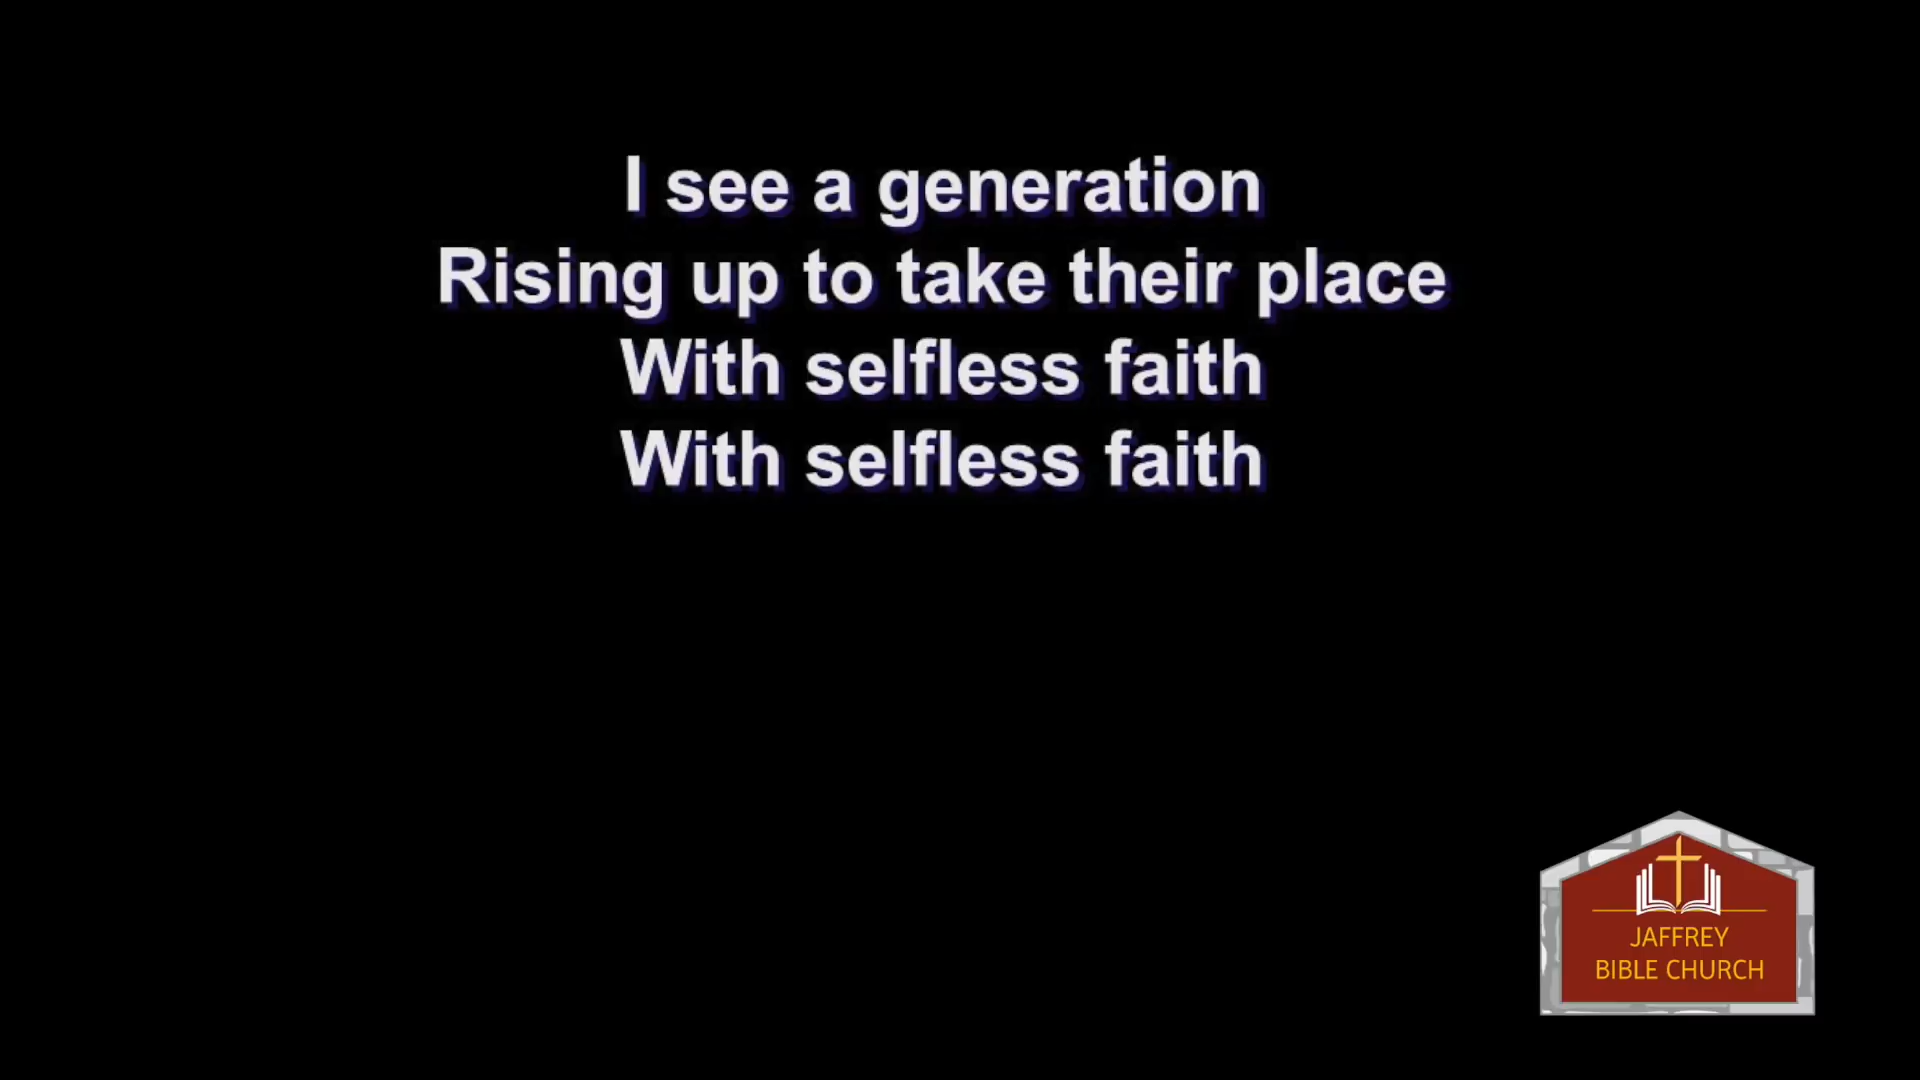 I see a generation
Rising up to take their place
With selfless faith
With selfless faith
JAFFREY
BIBLE CHURCH